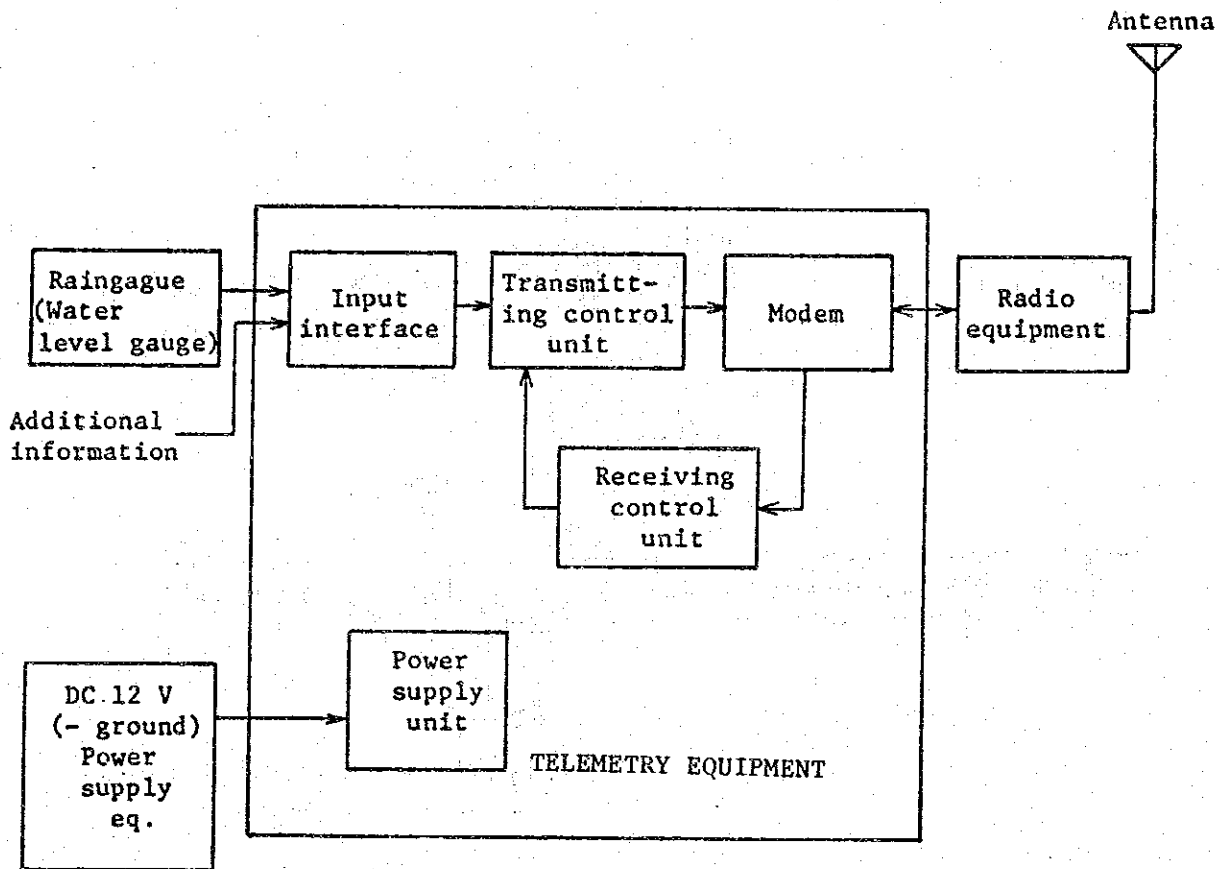 Antenna
Raingague
(Water
level gauge)
Input
interface
Transmitt-
ing control
unit
Modem
Radio
equipment
Additional
information
Receiving
control
unit
DC 12 V
(- ground)
Power
supply
eq.
Power
supply
unit
TELEMETRY EQUIPMENT